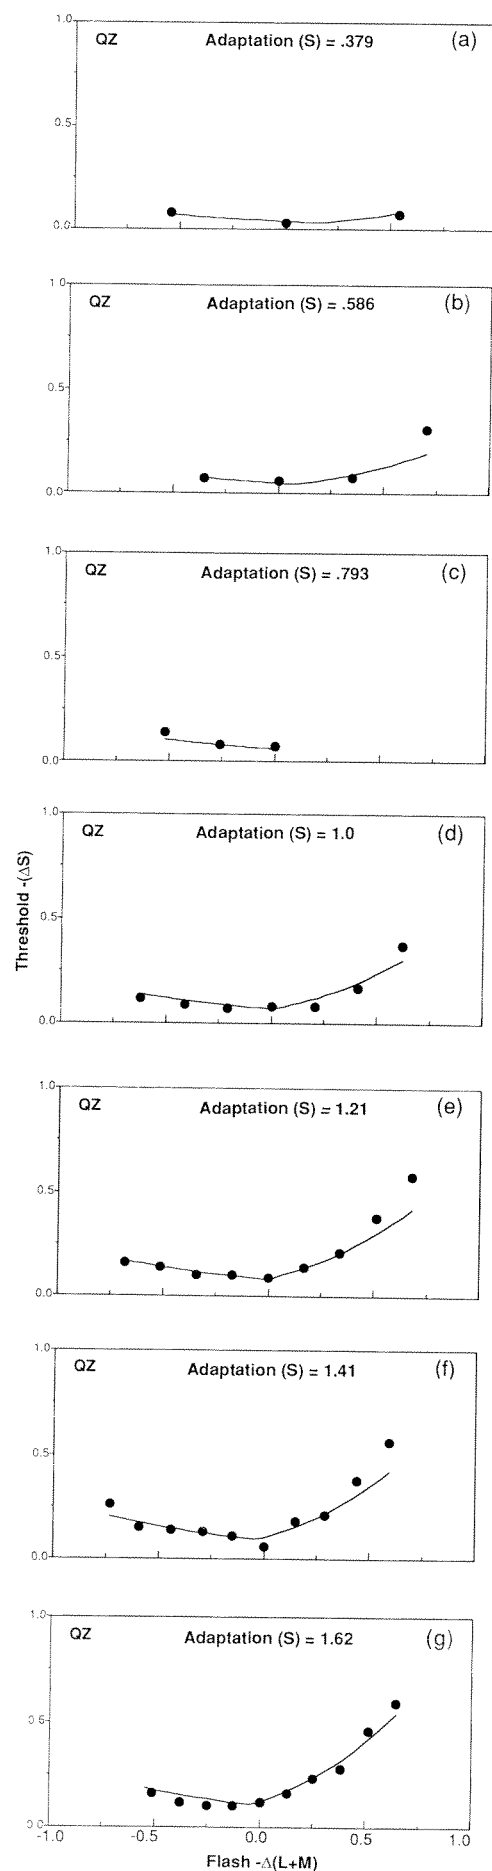 1.0
QZ Adaptation (S) = .379 (a)
0.5
0.0
1.0
QZ Adaptation (S) = .586 (b)
0.5
0.0
1.0
QZ Adaptation (S) = .793 (c)
0.5
0.0
1.0
QZ Adaptation (S) = 1.0 (d)
0.5
0.0
Threshold -(ΔS)
1.0
QZ Adaptation (S) = 1.21 (e)
0.5
0.0
1.0
QZ Adaptation (S) = 1.41 (f)
0.5
0.0
1.0
QZ Adaptation (S) = 1.62 (g)
0.5
0.0
-1.0 -0.5 0.0 0.5 1.0
Flash -Δ(L+M)